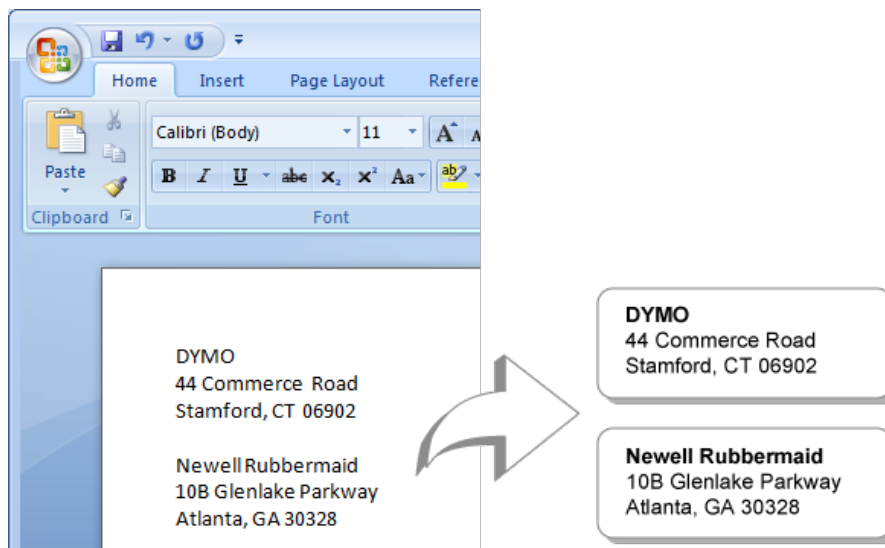 Home Insert Page Layout Refere
Calibri (Body) 11 A A
Paste B I U abc X₂ X² Aa ab
Clipboard Font
DYMO
44 Commerce Road
Stamford, CT 06902
Newell Rubbermaid
10B Glenlake Parkway
Atlanta, GA 30328
DYMO
44 Commerce Road
Stamford, CT 06902
Newell Rubbermaid
10B Glenlake Parkway
Atlanta, GA 30328